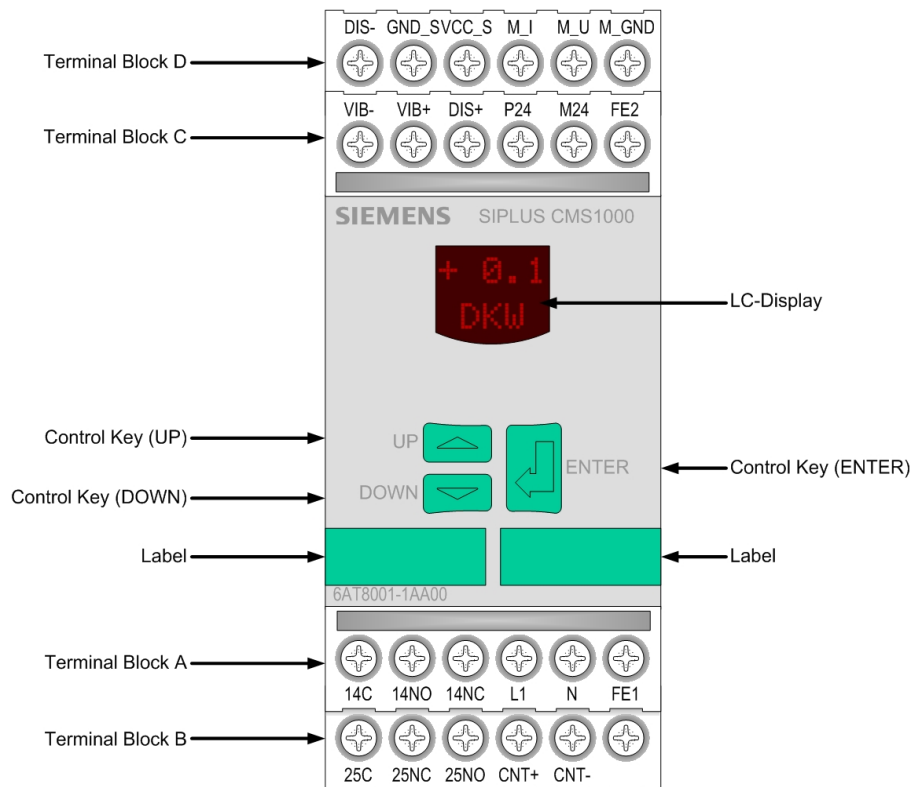 DIS- GND_S VCC_S M_I M_U M_GND
Terminal Block D
VIB- VIB+ DIS+ P24 M24 FE2
Terminal Block C
SIEMENS SIPLUS CMS1000
+ 0.1
DKW
LC-Display
Control Key (UP)
UP
ENTER
Control Key (ENTER)
Control Key (DOWN)
DOWN
Label
Label
6AT8001-1AA00
Terminal Block A
14C 14NO 14NC L1 N FE1
Terminal Block B
25C 25NC 25NO CNT+ CNT-